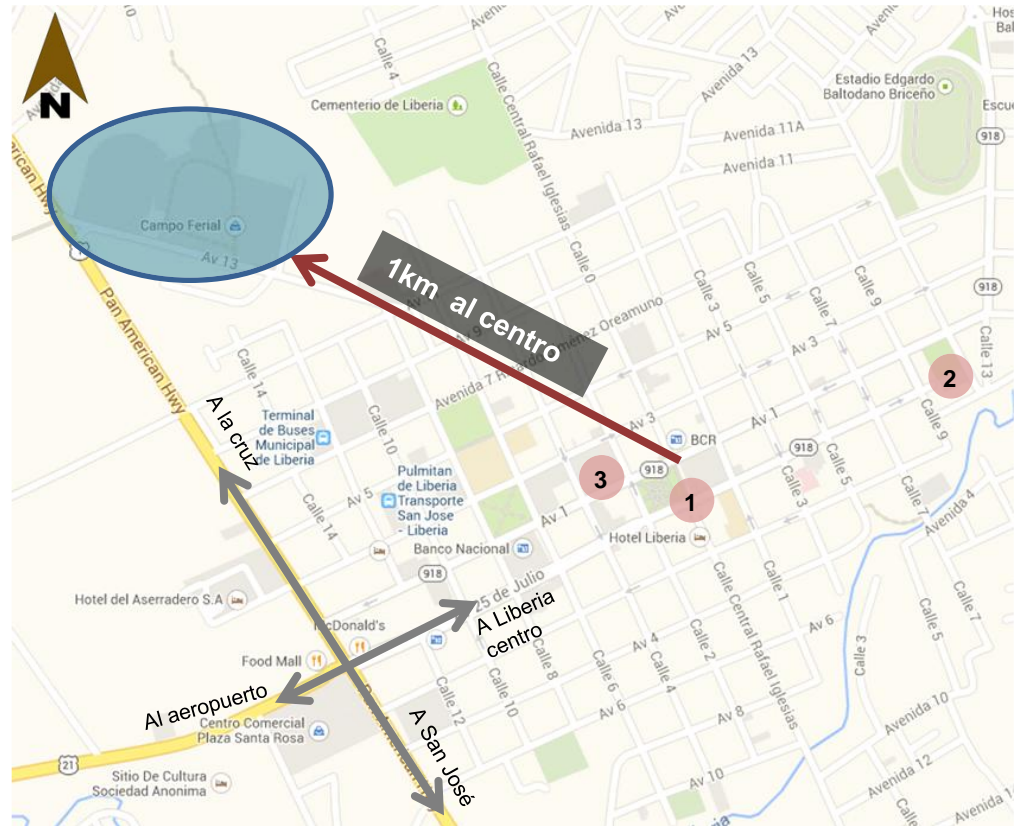 N
Calle 4
Cementerio de Liberia
Calle Central Rafael Iglesias
Avenida 13
Avenida 13
Avenida 11A
Avenida 11
Estadio Edgardo
Baltodano Briceño
918
Campo Ferial
Av 13
Pan American Hwy
1km al centro
Calle 0
Calle 3
Calle 5
Calle 7
Calle 9
918
Calle 13
Av 5
Av 3
Av 1
2
Calle 14
A la cruz
Terminal
de Buses
Municipal
de Liberia
Calle 10
Av 3
BCR
918
918
3
1
Calle 9
Calle 5
Calle 3
Calle 7
Avenida 4
Pulmitan
de Liberia
Transporte
San Jose
- Liberia
Av 5
Calle 14
Av 1
Hotel Liberia
Banco Nacional
918
25 de Julio
A Liberia
centro
Calle Central Rafael Iglesias
Calle 1
Hotel del Aserradero S.A
McDonald's
Food Mall
Av 4
Av 6
Calle 2
Calle 4
Calle 6
Calle 8
Calle 10
Calle 12
Calle 3
Calle 5
Calle 7
Al aeropuerto
Centro Comercial
Plaza Santa Rosa
A San José
Av 6
Av 8
Av 10
Avenida 10
Avenida 12
21
Sitio De Cultura
Sociedad Anonima